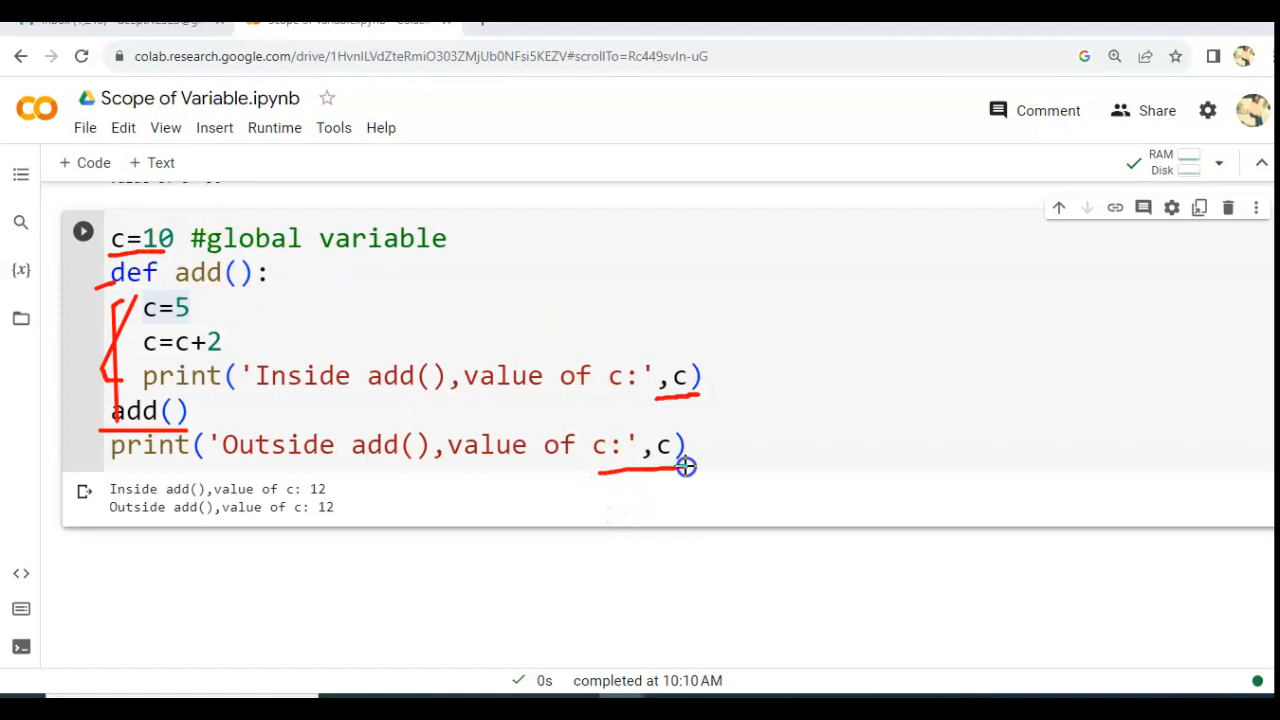 colab.research.google.com/drive/1HvnILVdZteRmiO303ZMjUb0NFsi5KEZV#scrollTo=Rc449svIn-uG
Scope of Variable.ipynb
Comment
Share
File Edit View Insert Runtime Tools Help
+ Code + Text
RAM
Disk
c=10 #global variable
def add():
c=5
c=c+2
print('Inside add(),value of c:',c)
add()
print('Outside add(),value of c:',c)
Inside add(),value of c: 12
Outside add(),value of c: 12
0s completed at 10:10 AM